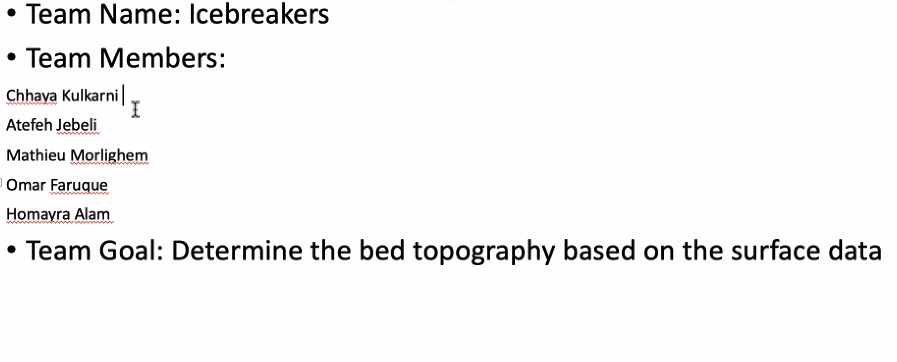 • Team Name: Icebreakers
• Team Members:
Chhaya Kulkarni
Atefeh Jebeli
Mathieu Morlighem
Omar Faruque
Homayra Alam
• Team Goal: Determine the bed topography based on the surface data